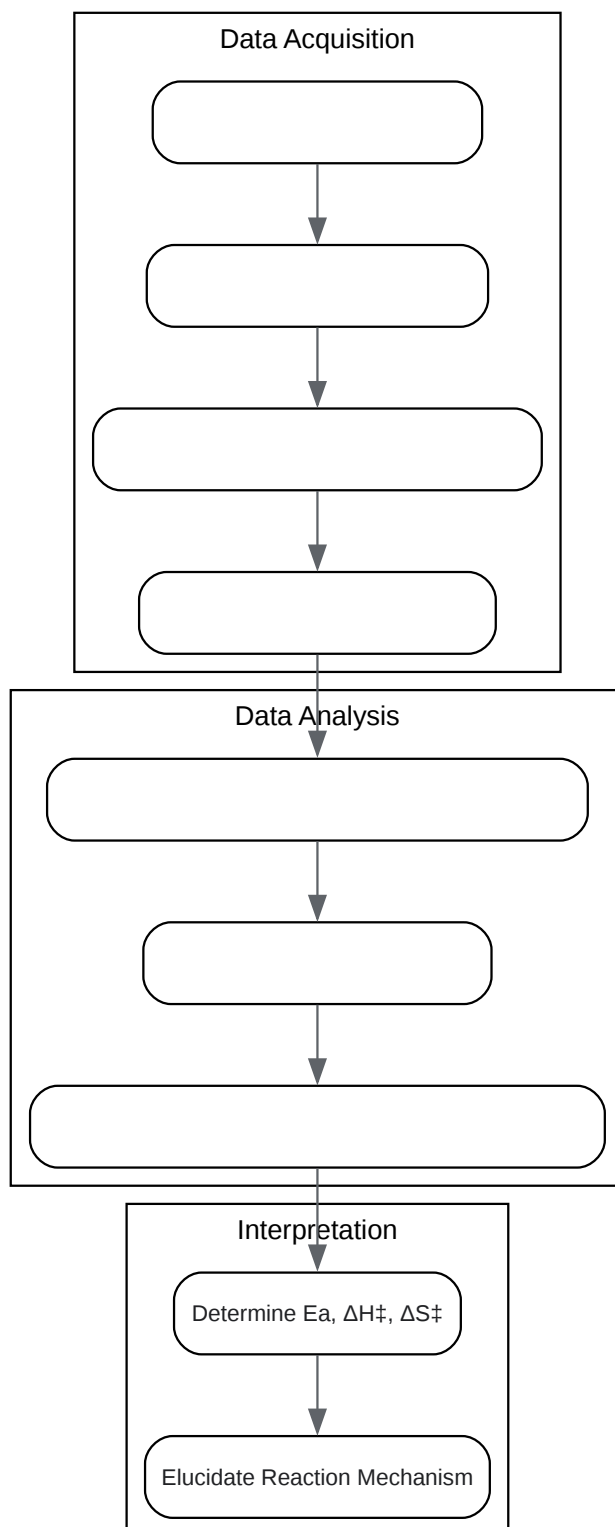 Data Acquisition
Data Analysis
Interpretation
Determine Ea, ΔH‡, ΔS‡
Elucidate Reaction Mechanism